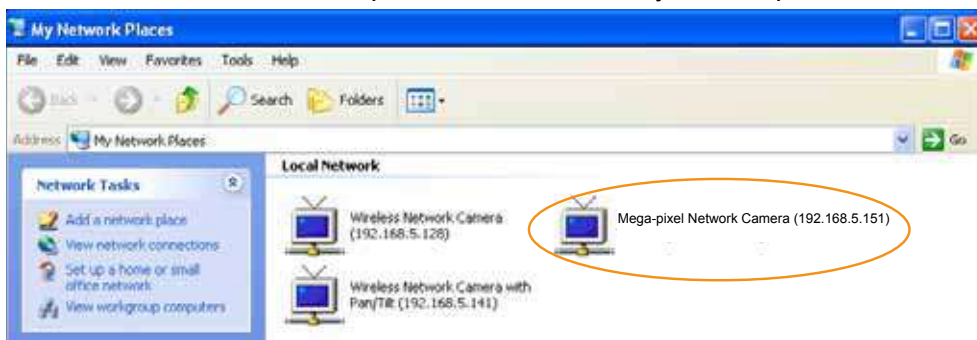 My Network Places
File Edit View Favorites Tools Help
Back Search Folders
Address My Network Places Go
Network Tasks
Add a network place
View network connections
Set up a home or small
office network
View workgroup computers
Local Network
Wireless Network Camera
(192.168.5.128)
Mega-pixel Network Camera (192.168.5.151)
Wireless Network Camera with
Pan/Tilt (192.168.5.141)